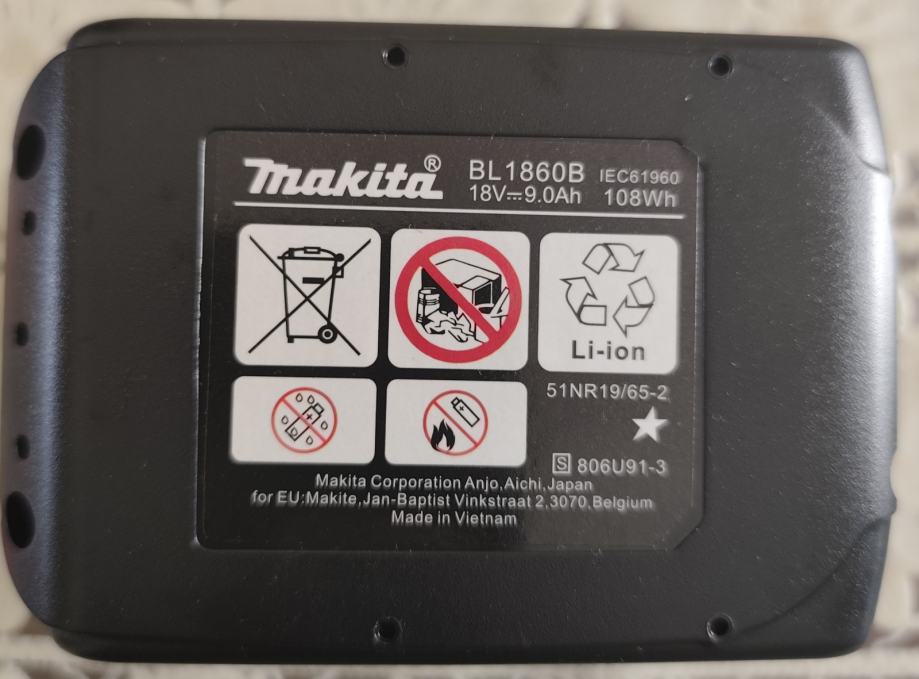 makita® BL1860B IEC61960
18V⎓9.0Ah 108Wh
Li-ion
51NR19/65-2
S 806U91-3
Makita Corporation Anjo,Aichi,Japan
for EU:Makite,Jan-Baptist Vinkstraat 2,3070,Belgium
Made in Vietnam